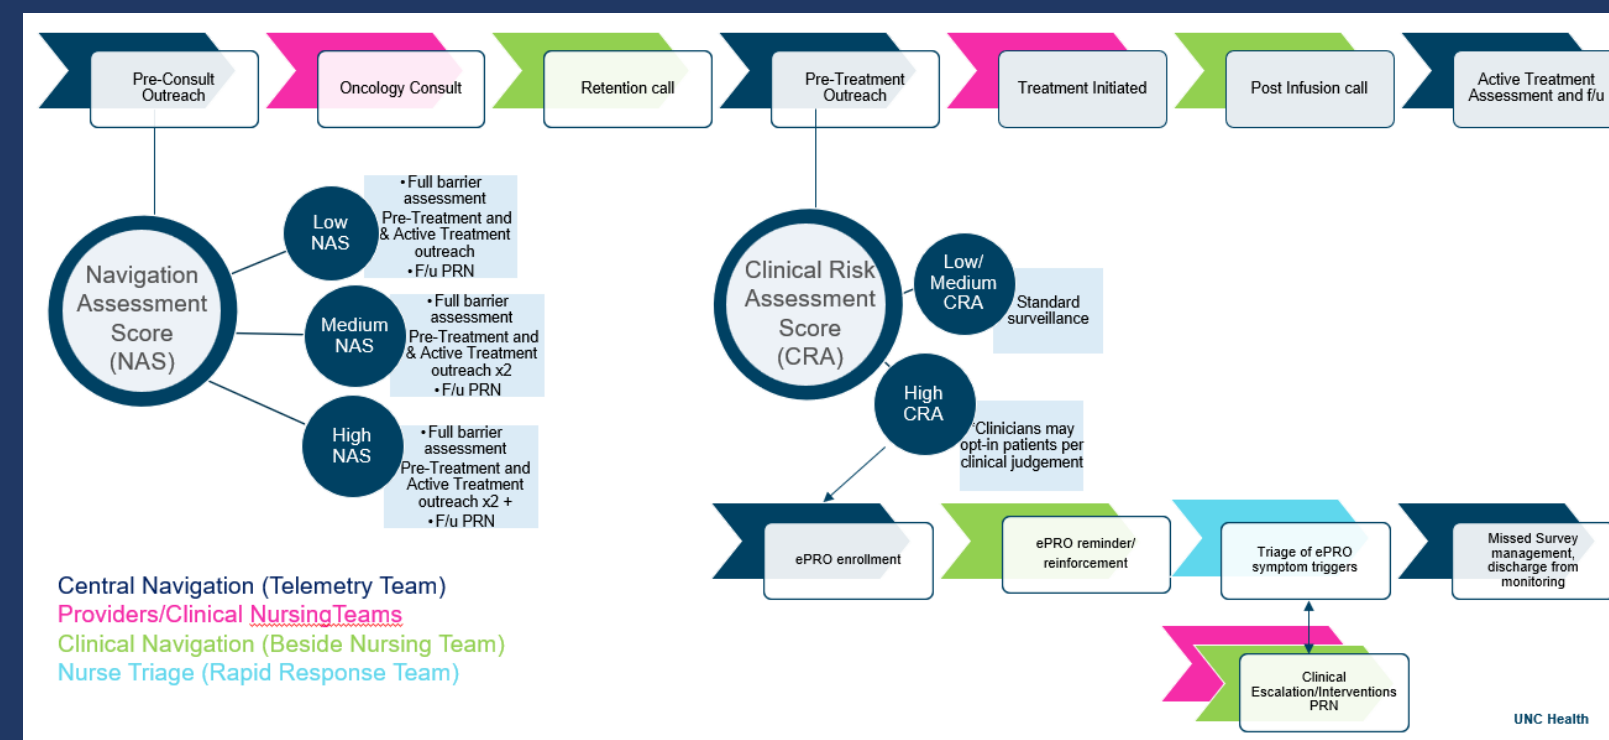 Pre-Consult
Outreach
Oncology Consult
Retention call
Pre-Treatment
Outreach
Treatment Initiated
Post Infusion call
Active Treatment
Assessment and f/u
Navigation
Assessment
Score
(NAS)
Low
NAS
•Full barrier
assessment
Pre-Treatment and
& Active Treatment
outreach
•F/u PRN
Medium
NAS
•Full barrier
assessment
Pre-Treatment and
& Active Treatment
outreach x2
•F/u PRN
High
NAS
•Full barrier
assessment
Pre-Treatment and
Active Treatment
outreach x2 +
•F/u PRN
Clinical Risk
Assessment
Score
(CRA)
Low/
Medium
CRA
Standard
surveillance
High
CRA
*Clinicians may
opt-in patients per
clinical judgement
ePRO enrollment
ePRO reminder/
reinforcement
Triage of ePRO
symptom triggers
Missed Survey
management,
discharge from
monitoring
Clinical
Escalation/Interventions
PRN
Central Navigation (Telemetry Team)
Providers/Clinical NursingTeams
Clinical Navigation (Beside Nursing Team)
Nurse Triage (Rapid Response Team)
UNC Health